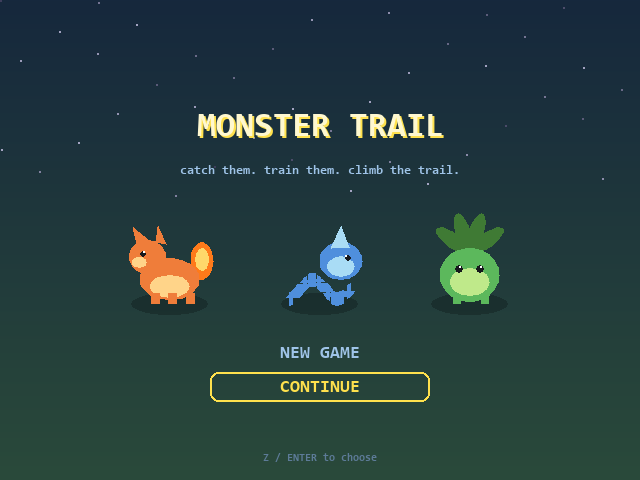 MONSTER TRAIL
catch them. train them. climb the trail.
NEW GAME
CONTINUE
Z / ENTER to choose